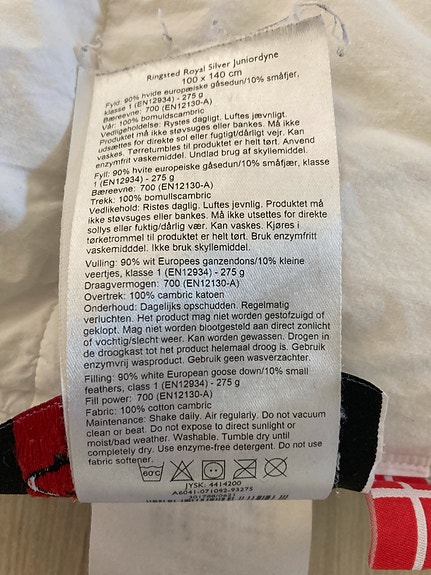 Ringsted Royal Silver Juniordyne
100 x 140 cm
Fyld: 90% hvide europæiske gåsedun/10% småfjer,
klasse 1 (EN12934) - 275 g
Bæreevne: 700 (EN12130-A)
Vår: 100% bomuldscambric
Vedligeholdelse: Rystes dagligt. Luftes jævnligt.
Produktet må ikke støvsuges eller bankes. Må ikke
udsættes for direkte sol eller fugtigt/dårligt vejr. Kan
vaskes. Tørretumbles til produktet er helt tørt. Anvend
enzymfrit vaskemiddel. Undlad brug af skyllemiddel.
Fyll: 90% hvite europeiske gåsedun/10% småfjær, klasse
1 (EN12934) - 275 g
Bæreevne: 700 (EN12130-A)
Trekk: 100% bomullscambric
Vedlikehold: Ristes daglig. Luftes jevnlig. Produktet må
ikke støvsuges eller bankes. Må ikke utsettes for direkte
sollys eller fuktig/dårlig vær. Kan vaskes. Kjøres i
tørketrommel til produktet er helt tørt. Bruk enzymfritt
vaskemidddel. Ikke bruk skyllemiddel.
Vulling: 90% wit Europees ganzendons/10% kleine
veertjes, klasse 1 (EN12934) - 275 g
Draagvermogen: 700 (EN12130-A)
Overtrek: 100% cambric katoen
Onderhoud: Dagelijks opschudden. Regelmatig
verluchten. Het product mag niet worden gestofzuigd of
geklopt. Mag niet worden blootgesteld aan direct zonlicht
of vochtig/slecht weer. Kan worden gewassen. Drogen in
de droogkast tot het product helemaal droog is. Gebruik
enzymvrij wasproduct. Gebruik geen wasverzachter.
Filling: 90% white European goose down/10% small
feathers, class 1 (EN12934) - 275 g
Fill power: 700 (EN12130-A)
Fabric: 100% cotton cambric
Maintenance: Shake daily. Air regularly. Do not vacuum
clean or beat. Do not expose to direct sunlight or
moist/bad weather. Washable. Tumble dry until
completely dry. Use enzyme-free detergent. Do not use
fabric softener.
60°C
JYSK: 4414200
A6041-071092-93275